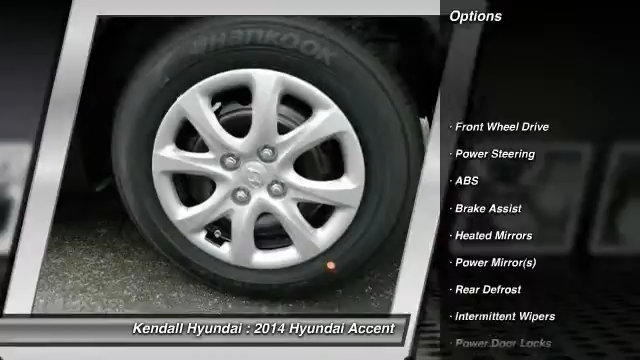 Hankook
Options
· Front Wheel Drive
· Power Steering
· ABS
· Brake Assist
· Heated Mirrors
· Power Mirror(s)
· Rear Defrost
· Intermittent Wipers
· Power Door Locks
Kendall Hyundai : 2014 Hyundai Accent